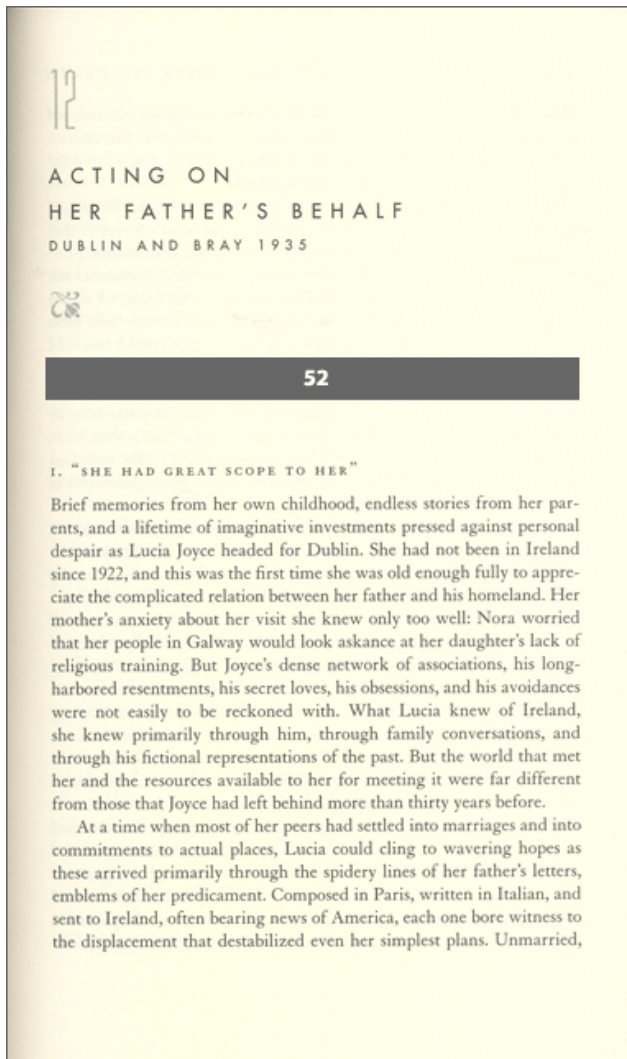 12
ACTING ON
HER FATHER'S BEHALF
DUBLIN AND BRAY 1935
52
I. "SHE HAD GREAT SCOPE TO HER"
Brief memories from her own childhood, endless stories from her par-
ents, and a lifetime of imaginative investments pressed against personal
despair as Lucia Joyce headed for Dublin. She had not been in Ireland
since 1922, and this was the first time she was old enough fully to appre-
ciate the complicated relation between her father and his homeland. Her
mother's anxiety about her visit she knew only too well: Nora worried
that her people in Galway would look askance at her daughter's lack of
religious training. But Joyce's dense network of associations, his long-
harbored resentments, his secret loves, his obsessions, and his avoidances
were not easily to be reckoned with. What Lucia knew of Ireland,
she knew primarily through him, through family conversations, and
through his fictional representations of the past. But the world that met
her and the resources available to her for meeting it were far different
from those that Joyce had left behind more than thirty years before.
At a time when most of her peers had settled into marriages and into
commitments to actual places, Lucia could cling to wavering hopes as
these arrived primarily through the spidery lines of her father's letters,
emblems of her predicament. Composed in Paris, written in Italian, and
sent to Ireland, often bearing news of America, each one bore witness to
the displacement that destabilized even her simplest plans. Unmarried,